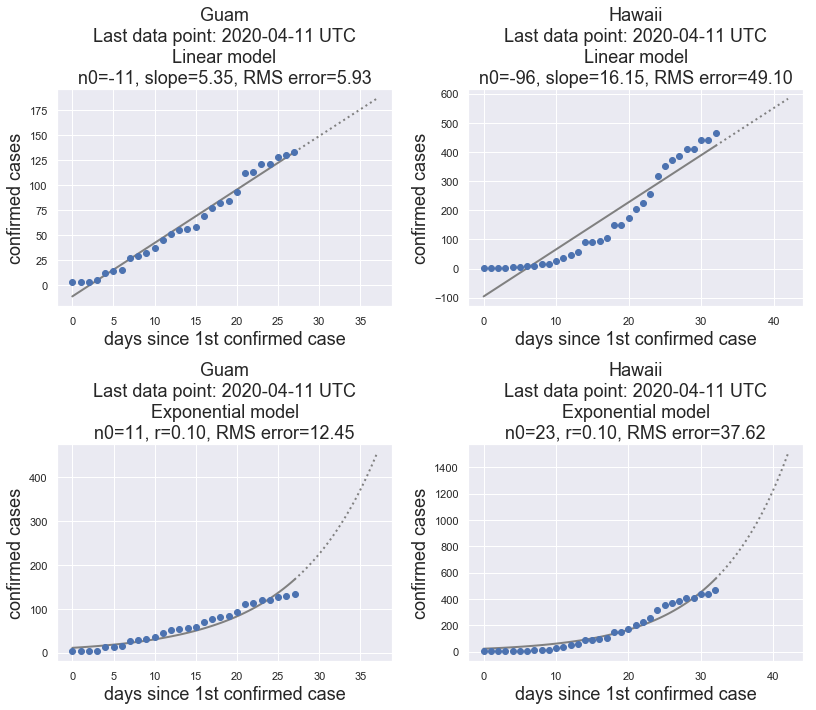 Guam
Last data point: 2020-04-11 UTC
Linear model
n0=-11, slope=5.35, RMS error=5.93
175
150
125
100
75
50
25
0
confirmed cases
0 5 10 15 20 25 30 35
days since 1st confirmed case
Hawaii
Last data point: 2020-04-11 UTC
Linear model
n0=-96, slope=16.15, RMS error=49.10
600
500
400
300
200
100
0
−100
confirmed cases
0 10 20 30 40
days since 1st confirmed case
Guam
Last data point: 2020-04-11 UTC
Exponential model
n0=11, r=0.10, RMS error=12.45
400
300
200
100
0
confirmed cases
0 5 10 15 20 25 30 35
days since 1st confirmed case
Hawaii
Last data point: 2020-04-11 UTC
Exponential model
n0=23, r=0.10, RMS error=37.62
1400
1200
1000
800
600
400
200
0
confirmed cases
0 10 20 30 40
days since 1st confirmed case